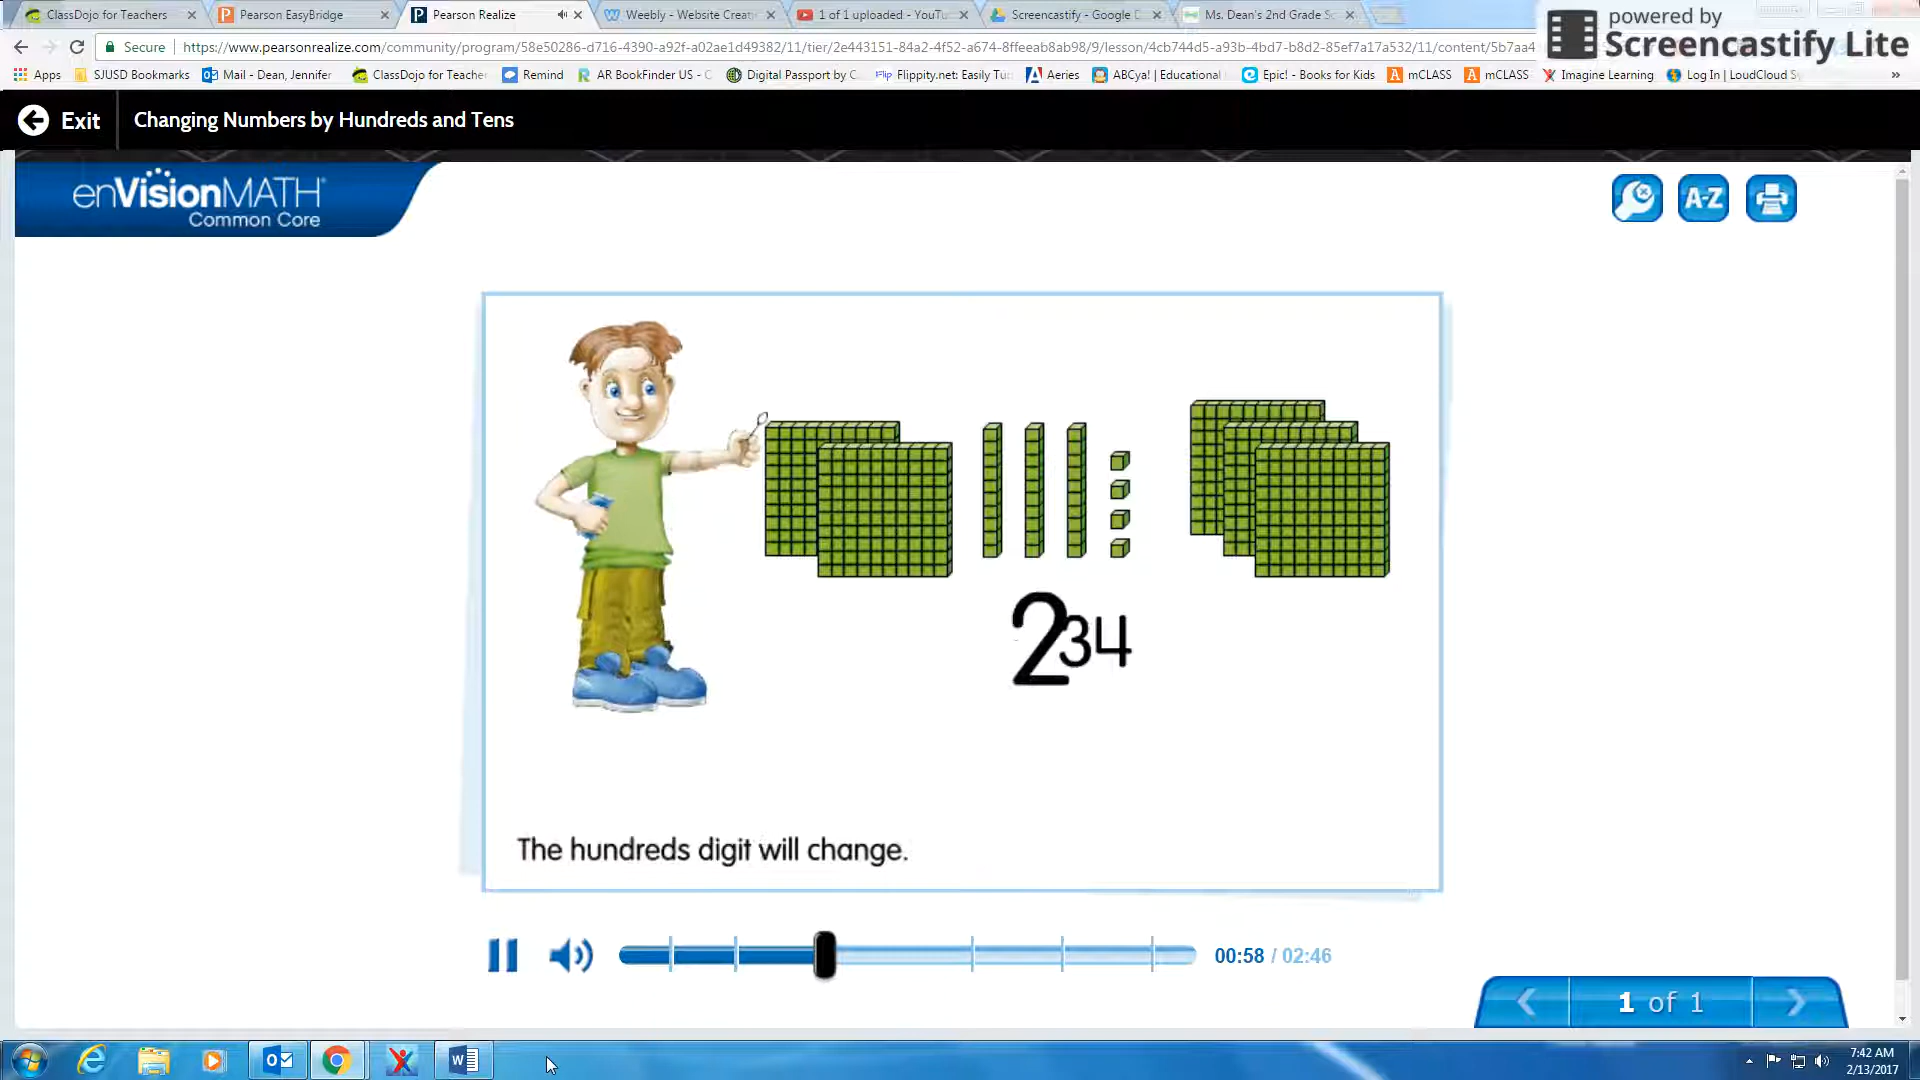 ClassDojo for Teachers
Pearson EasyBridge
Pearson Realize
Weebly - Website Creat
1 of 1 uploaded - YouTu
Screencastify - Google D
Ms. Dean's 2nd Grade Sc
powered by
Screencastify Lite
Secure
https://www.pearsonrealize.com/community/program/58e50286-d716-4390-a92f-a02ae1d49382/11/tier/2e443151-84a2-4f52-a674-8ffeeab8ab98/9/lesson/4cb744d5-a93b-4bd7-b8d2-85ef7a17a532/11/content/5b7aa4
Apps
SJUSD Bookmarks
Mail - Dean, Jennifer
ClassDojo for Teache
Remind
AR BookFinder US - C
Digital Passport by C
Flippity.net: Easily Tu
Aeries
ABCya! | Educational
Epic! - Books for Kids
mCLASS
mCLASS
Imagine Learning
Log In | LoudCloud Sy
Exit
Changing Numbers by Hundreds and Tens
enVisionMATH
Common Core
A-Z
234
The hundreds digit will change.
00:58 / 02:46
1 of 1
7:42 AM
2/13/2017